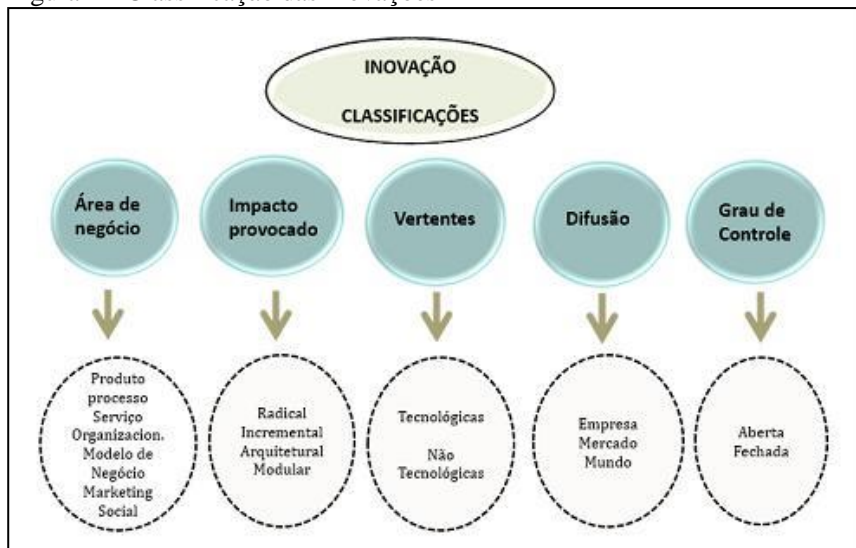 INOVAÇÃO
CLASSIFICAÇÕES
Área de
negócio
Impacto
provocado
Vertentes
Difusão
Grau de
Controle
Produto
processo
Serviço
Organizacion.
Modelo de
Negócio
Marketing
Social
Radical
Incremental
Arquitetural
Modular
Tecnológicas
Não
Tecnológicas
Empresa
Mercado
Mundo
Aberta
Fechada